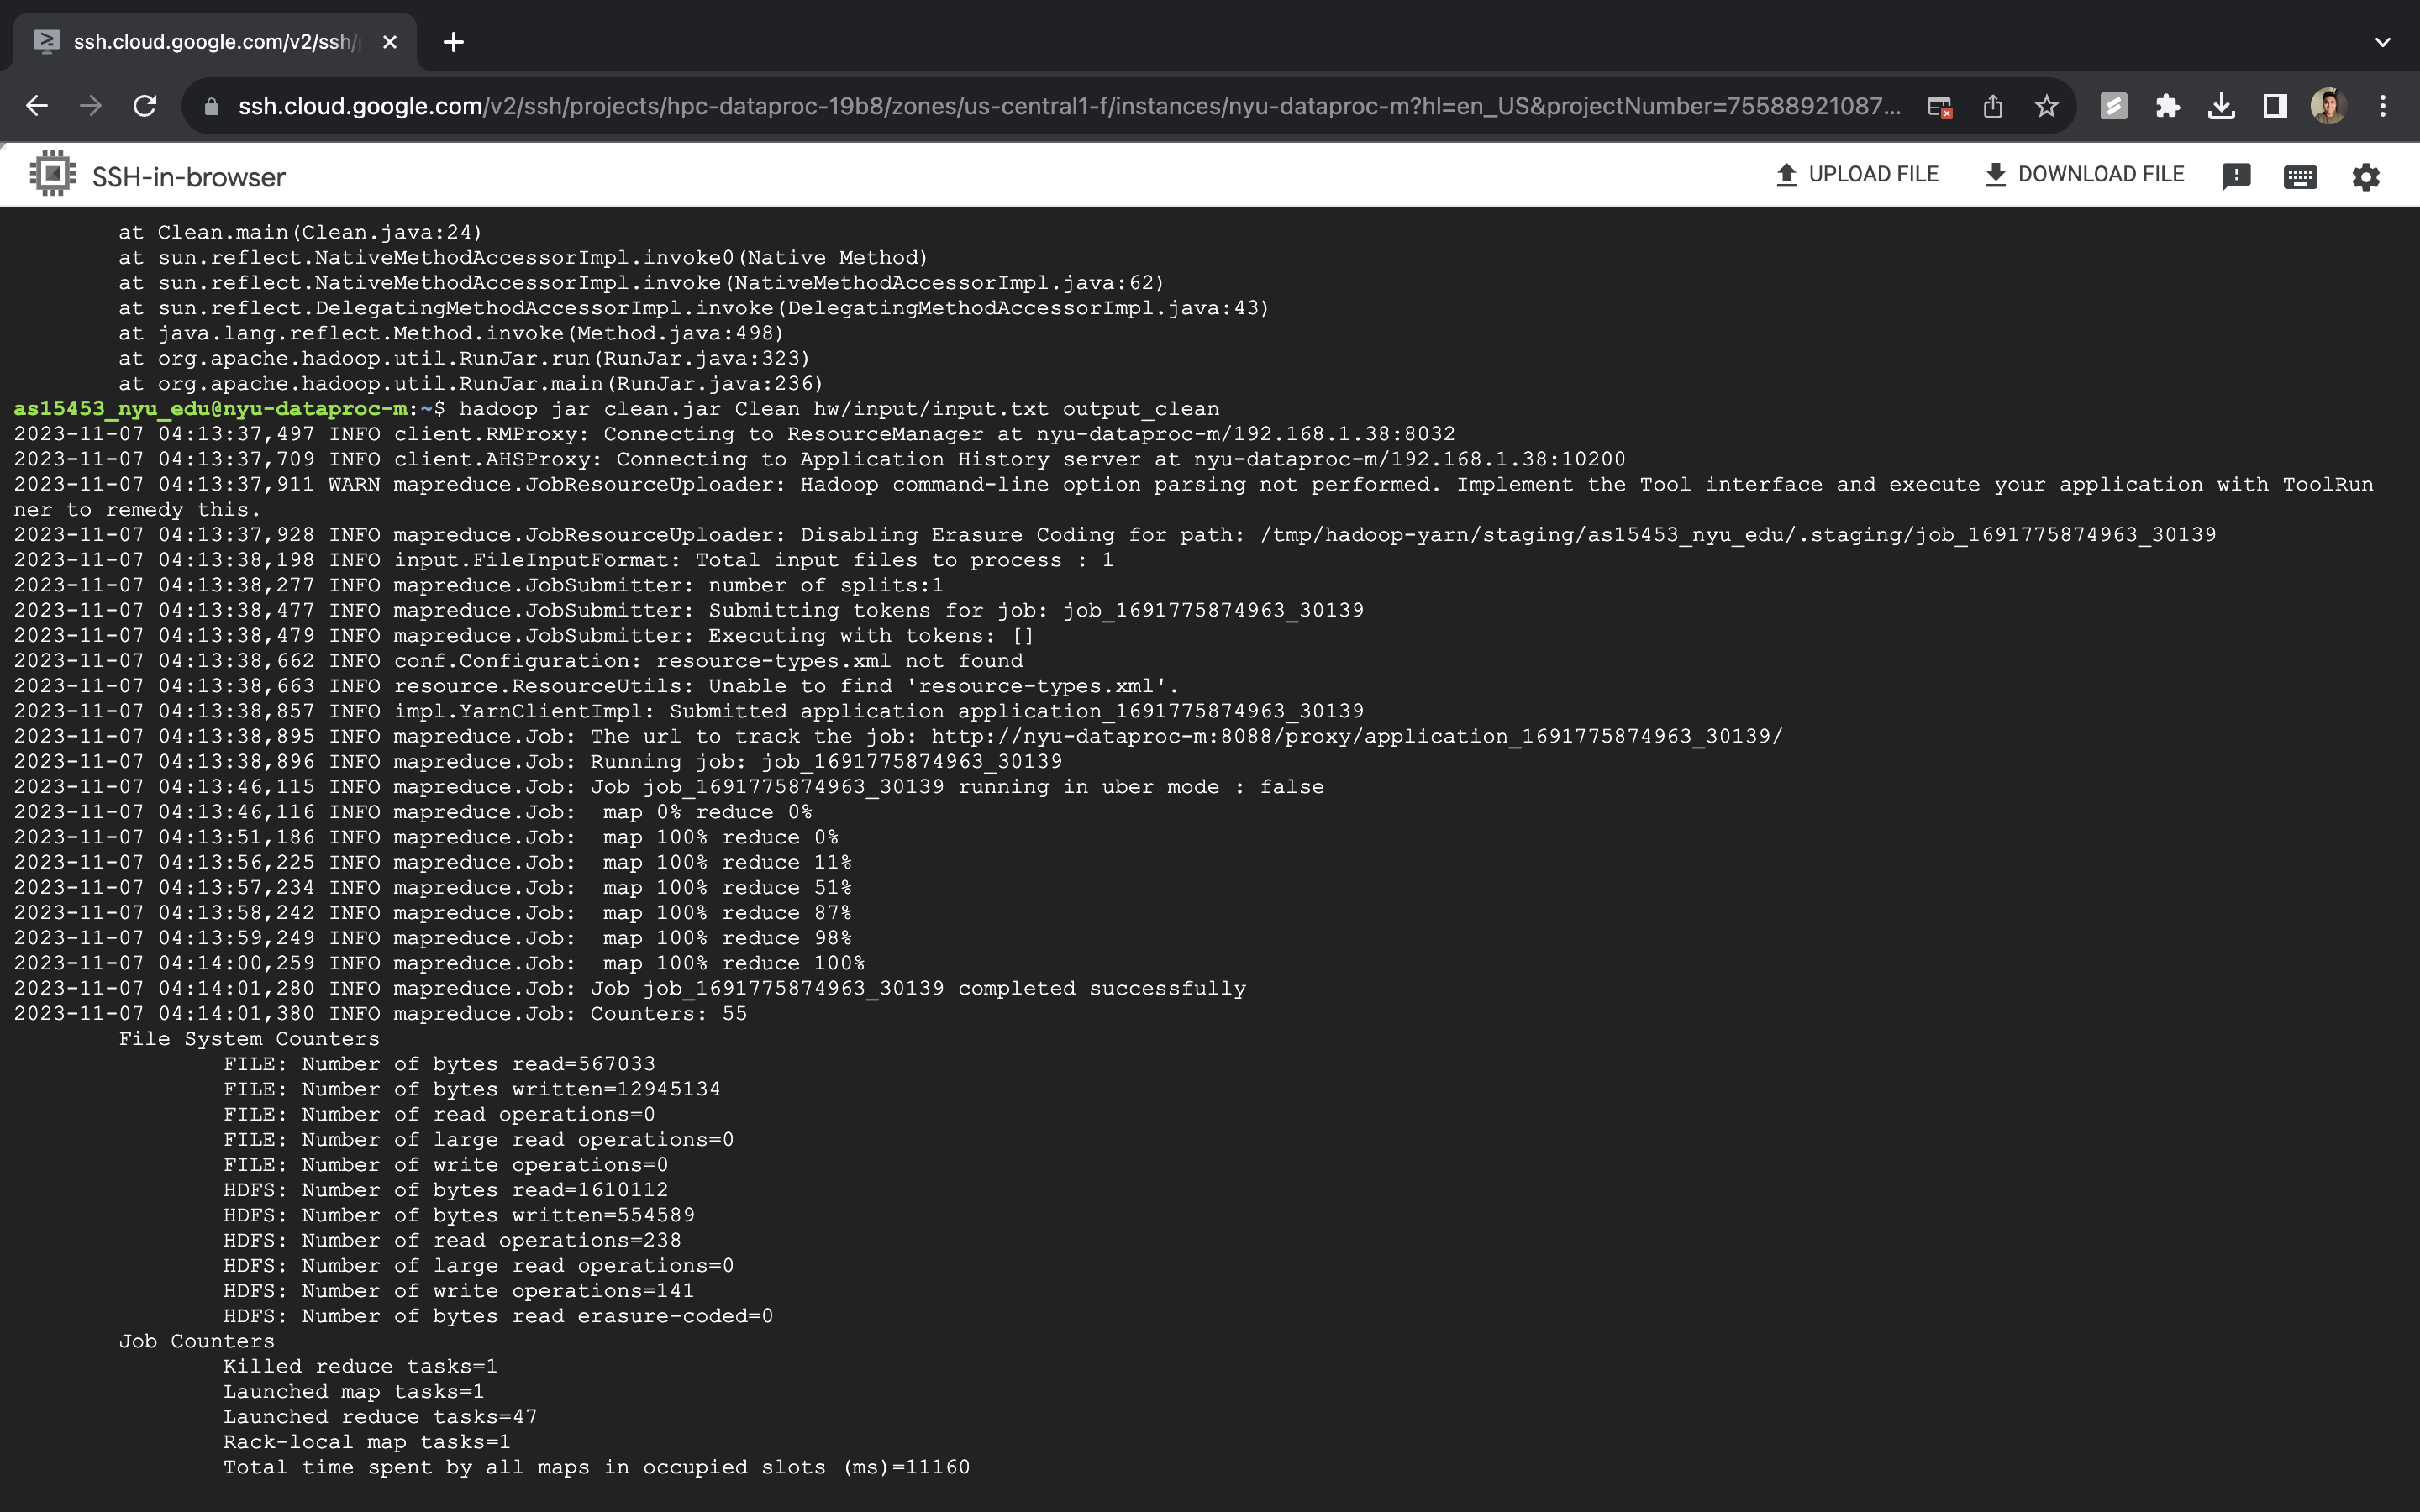 ssh.cloud.google.com/v2/ssh/
ssh.cloud.google.com/v2/ssh/projects/hpc-dataproc-19b8/zones/us-central1-f/instances/nyu-dataproc-m?hl=en_US&projectNumber=75588921087...
SSH-in-browser
UPLOAD FILE
DOWNLOAD FILE
at Clean.main(Clean.java:24)
at sun.reflect.NativeMethodAccessorImpl.invoke0(Native Method)
at sun.reflect.NativeMethodAccessorImpl.invoke(NativeMethodAccessorImpl.java:62)
at sun.reflect.DelegatingMethodAccessorImpl.invoke(DelegatingMethodAccessorImpl.java:43)
at java.lang.reflect.Method.invoke(Method.java:498)
at org.apache.hadoop.util.RunJar.run(RunJar.java:323)
at org.apache.hadoop.util.RunJar.main(RunJar.java:236)
as15453_nyu_edu@nyu-dataproc-m:~$ hadoop jar clean.jar Clean hw/input/input.txt output_clean
2023-11-07 04:13:37,497 INFO client.RMProxy: Connecting to ResourceManager at nyu-dataproc-m/192.168.1.38:8032
2023-11-07 04:13:37,709 INFO client.AHSProxy: Connecting to Application History server at nyu-dataproc-m/192.168.1.38:10200
2023-11-07 04:13:37,911 WARN mapreduce.JobResourceUploader: Hadoop command-line option parsing not performed. Implement the Tool interface and execute your application with ToolRun
ner to remedy this.
2023-11-07 04:13:37,928 INFO mapreduce.JobResourceUploader: Disabling Erasure Coding for path: /tmp/hadoop-yarn/staging/as15453_nyu_edu/.staging/job_1691775874963_30139
2023-11-07 04:13:38,198 INFO input.FileInputFormat: Total input files to process : 1
2023-11-07 04:13:38,277 INFO mapreduce.JobSubmitter: number of splits:1
2023-11-07 04:13:38,477 INFO mapreduce.JobSubmitter: Submitting tokens for job: job_1691775874963_30139
2023-11-07 04:13:38,479 INFO mapreduce.JobSubmitter: Executing with tokens: []
2023-11-07 04:13:38,662 INFO conf.Configuration: resource-types.xml not found
2023-11-07 04:13:38,663 INFO resource.ResourceUtils: Unable to find 'resource-types.xml'.
2023-11-07 04:13:38,857 INFO impl.YarnClientImpl: Submitted application application_1691775874963_30139
2023-11-07 04:13:38,895 INFO mapreduce.Job: The url to track the job: http://nyu-dataproc-m:8088/proxy/application_1691775874963_30139/
2023-11-07 04:13:38,896 INFO mapreduce.Job: Running job: job_1691775874963_30139
2023-11-07 04:13:46,115 INFO mapreduce.Job: Job job_1691775874963_30139 running in uber mode : false
2023-11-07 04:13:46,116 INFO mapreduce.Job:  map 0% reduce 0%
2023-11-07 04:13:51,186 INFO mapreduce.Job:  map 100% reduce 0%
2023-11-07 04:13:56,225 INFO mapreduce.Job:  map 100% reduce 11%
2023-11-07 04:13:57,234 INFO mapreduce.Job:  map 100% reduce 51%
2023-11-07 04:13:58,242 INFO mapreduce.Job:  map 100% reduce 87%
2023-11-07 04:13:59,249 INFO mapreduce.Job:  map 100% reduce 98%
2023-11-07 04:14:00,259 INFO mapreduce.Job:  map 100% reduce 100%
2023-11-07 04:14:01,280 INFO mapreduce.Job: Job job_1691775874963_30139 completed successfully
2023-11-07 04:14:01,380 INFO mapreduce.Job: Counters: 55
File System Counters
FILE: Number of bytes read=567033
FILE: Number of bytes written=12945134
FILE: Number of read operations=0
FILE: Number of large read operations=0
FILE: Number of write operations=0
HDFS: Number of bytes read=1610112
HDFS: Number of bytes written=554589
HDFS: Number of read operations=238
HDFS: Number of large read operations=0
HDFS: Number of write operations=141
HDFS: Number of bytes read erasure-coded=0
Job Counters
Killed reduce tasks=1
Launched map tasks=1
Launched reduce tasks=47
Rack-local map tasks=1
Total time spent by all maps in occupied slots (ms)=11160